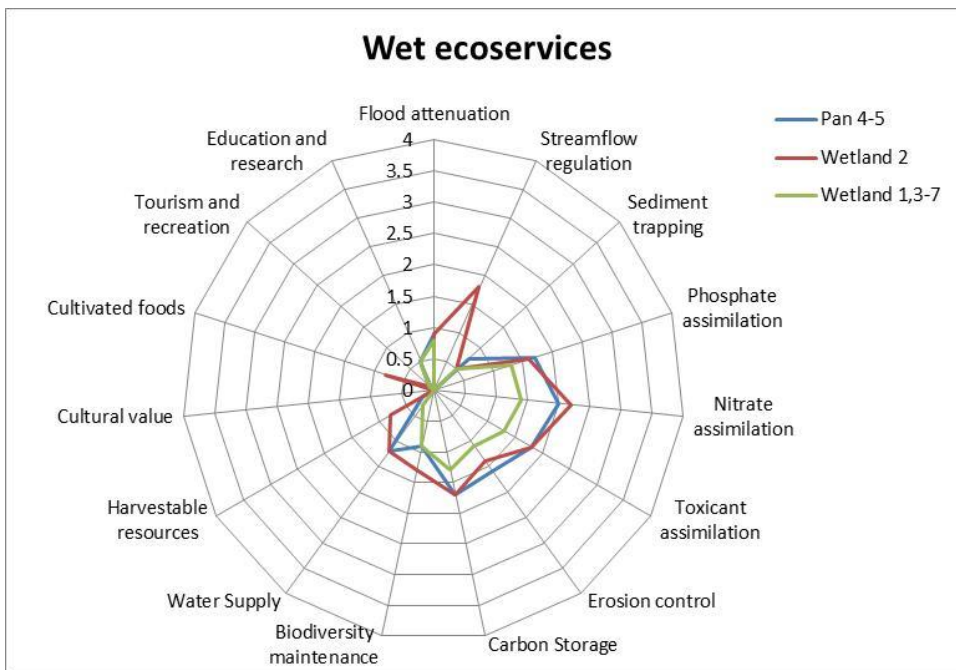 Wet ecoservices
Flood attenuation
Streamflow
regulation
Sediment
trapping
Phosphate
assimilation
Nitrate
assimilation
Toxicant
assimilation
Erosion control
Carbon Storage
Biodiversity
maintenance
Water Supply
Harvestable
resources
Cultural value
Cultivated foods
Tourism and
recreation
Education and
research
4
3.5
3
2.5
2
1.5
1
0.5
0
Pan 4-5
Wetland 2
Wetland 1,3-7